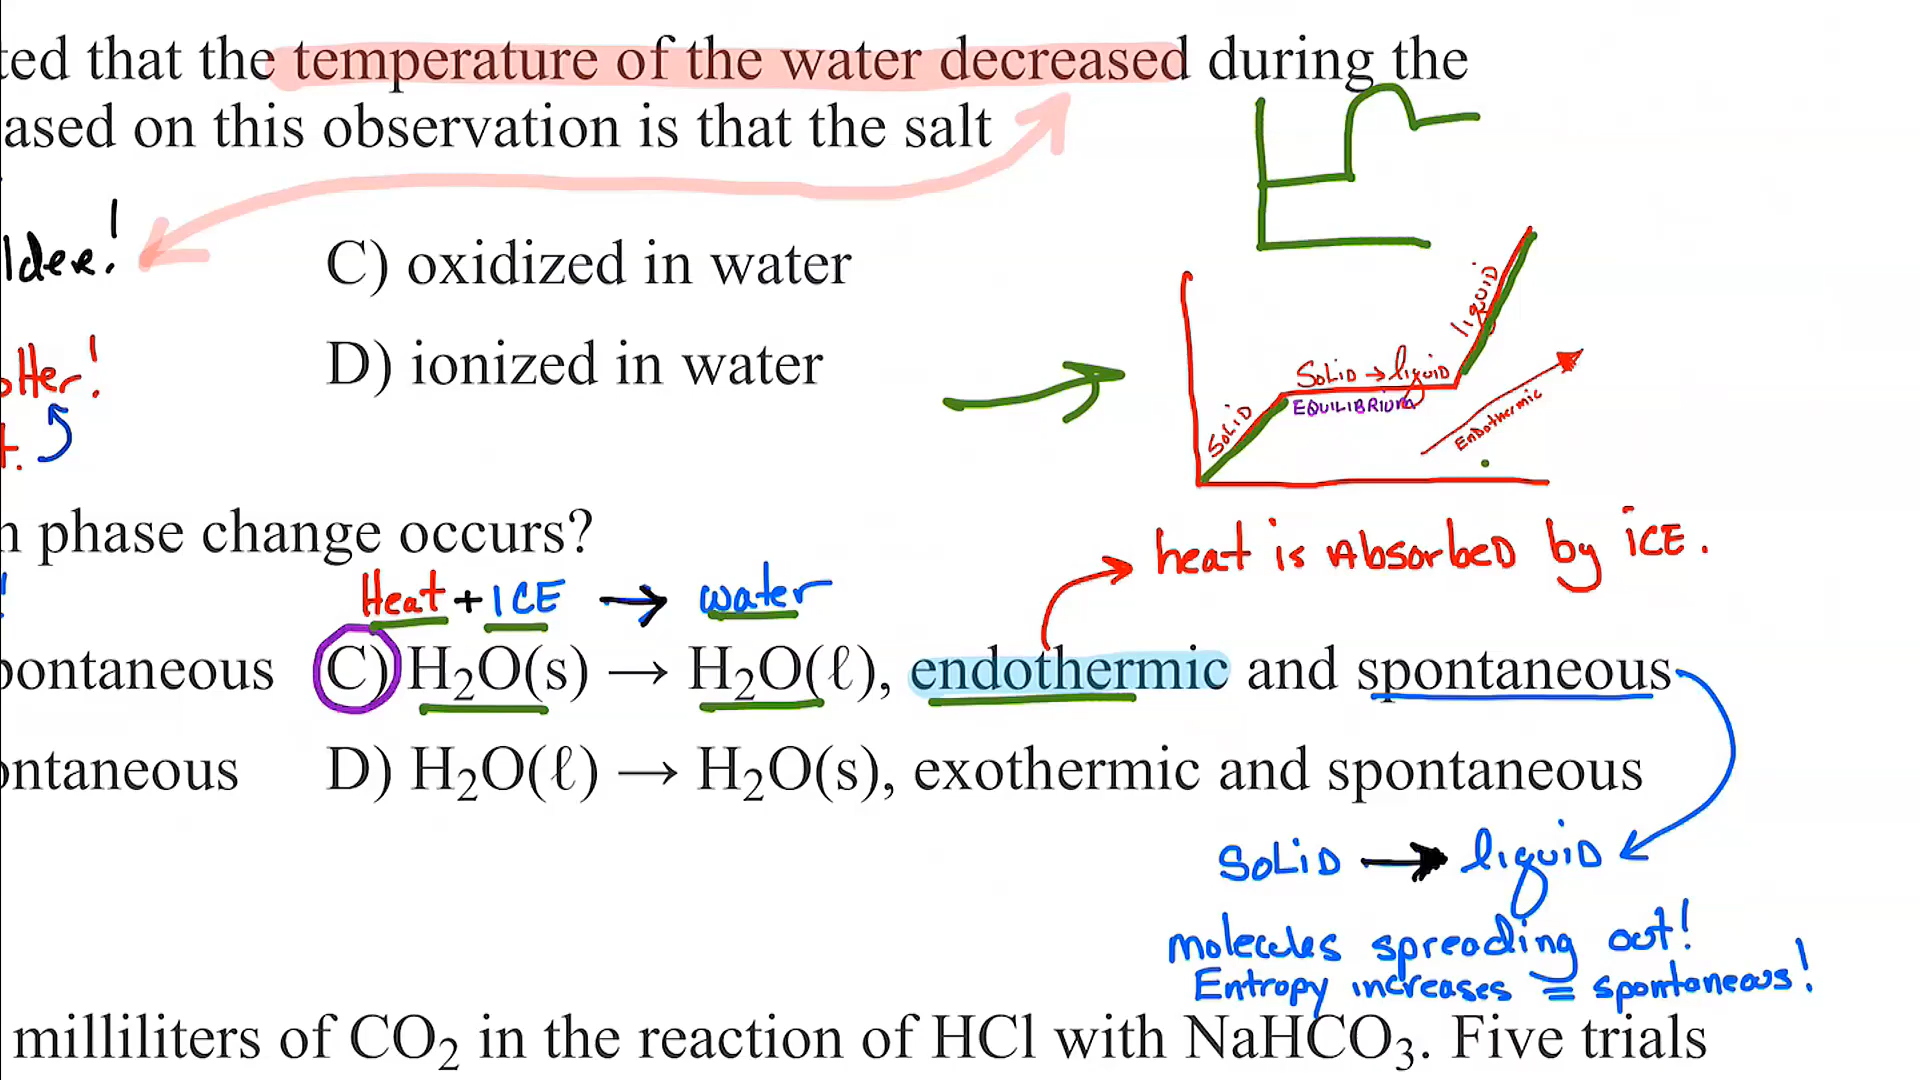 ted that the temperature of the water decreased during the
ased on this observation is that the salt
lder!
C) oxidized in water
otter!
D) ionized in water
t.
Solid
Solid → liquid
EQUILIBRIUM
liquid
Endothermic
n phase change occurs?
heat is Absorbed by iCE.
Heat + ICE → water
pontaneous C) H₂O(s) → H₂O(ℓ), endothermic and spontaneous
ontaneous D) H₂O(ℓ) → H₂O(s), exothermic and spontaneous
SoLiD → liquiD
molecules spreading out!
Entropy increases = spontaneous!
milliliters of CO₂ in the reaction of HCl with NaHCO₃. Five trials